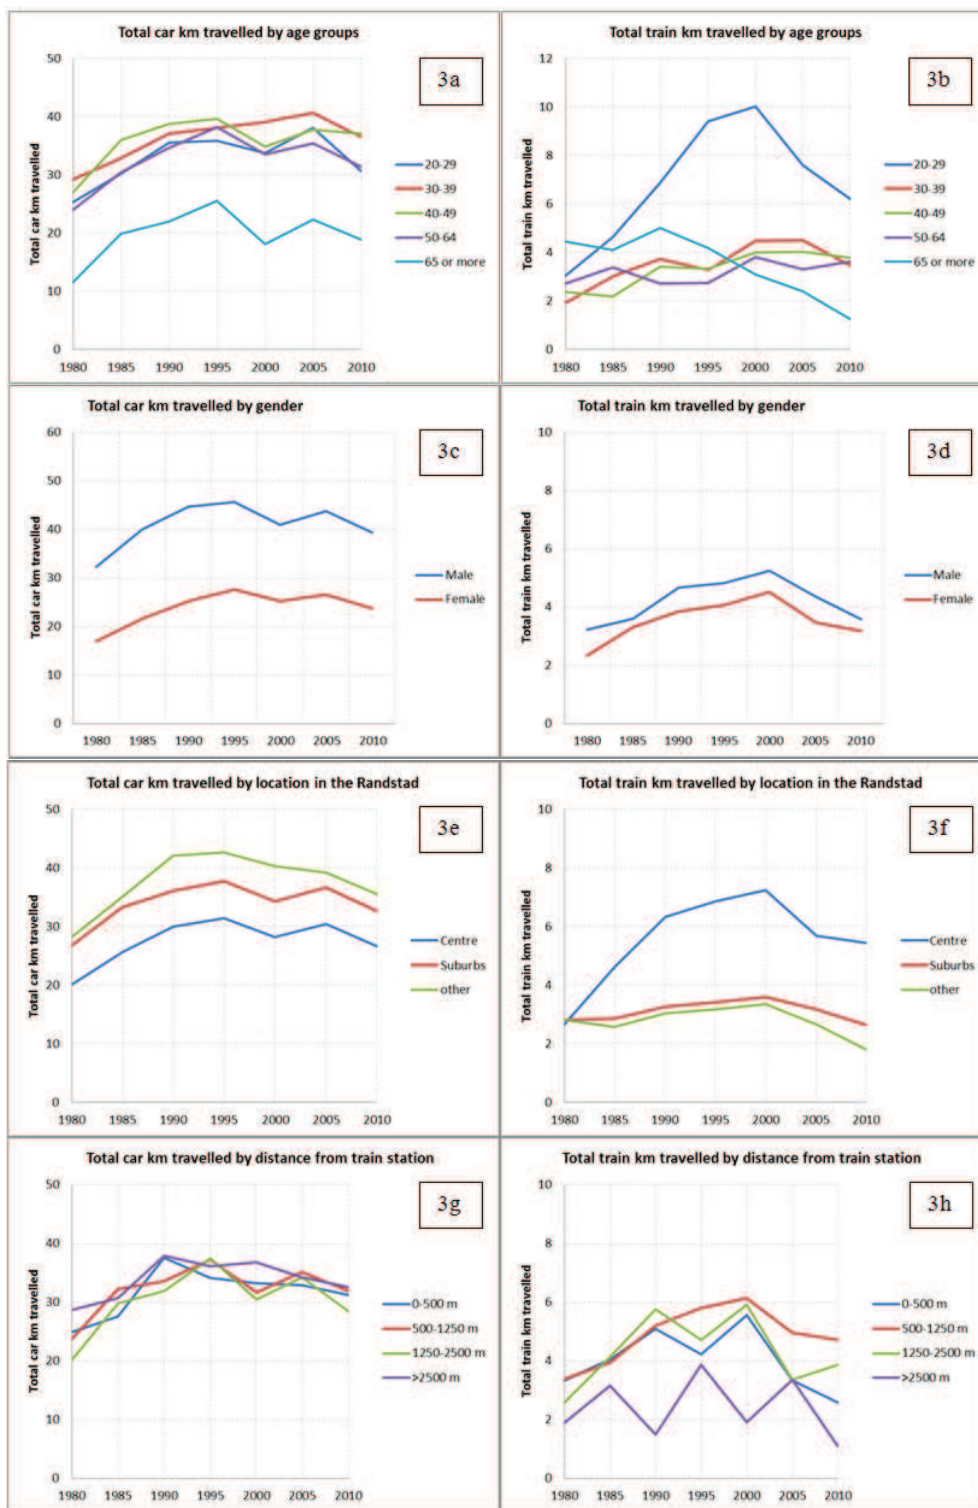 Total car km travelled by age groups
3a
Total car km travelled
50
40
30
20
10
0
1980 1985 1990 1995 2000 2005 2010
20-29
30-39
40-49
50-64
65 or more
Total train km travelled by age groups
3b
Total train km travelled
12
10
8
6
4
2
0
1980 1985 1990 1995 2000 2005 2010
20-29
30-39
40-49
50-64
65 or more
Total car km travelled by gender
3c
Total car km travelled
60
50
40
30
20
10
0
1980 1985 1990 1995 2000 2005 2010
Male
Female
Total train km travelled by gender
3d
Total train km travelled
10
8
6
4
2
0
1980 1985 1990 1995 2000 2005 2010
Male
Female
Total car km travelled by location in the Randstad
3e
Total car km travelled
50
40
30
20
10
0
1980 1985 1990 1995 2000 2005 2010
Centre
Suburbs
other
Total train km travelled by location in the Randstad
3f
Total train km travelled
10
8
6
4
2
0
1980 1985 1990 1995 2000 2005 2010
Centre
Suburbs
other
Total car km travelled by distance from train station
3g
Total car km travelled
50
40
30
20
10
0
1980 1985 1990 1995 2000 2005 2010
0-500 m
500-1250 m
1250-2500 m
>2500 m
Total train km travelled by distance from train station
3h
Total train km travelled
10
8
6
4
2
0
1980 1985 1990 1995 2000 2005 2010
0-500 m
500-1250 m
1250-2500 m
>2500 m